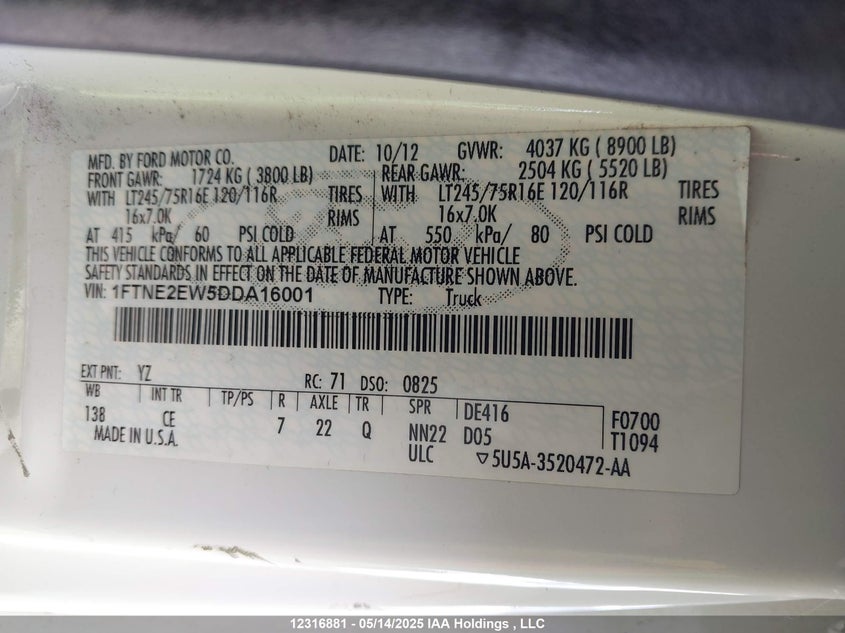 MFD. BY FORD MOTOR CO. DATE: 10/12 GVWR: 4037 KG ( 8900 LB)
FRONT GAWR: 1724 KG ( 3800 LB) REAR GAWR: 2504 KG ( 5520 LB)
WITH LT245/75R16E 120/116R TIRES WITH LT245/75R16E 120/116R TIRES
16x7.0K RIMS 16x7.0K RIMS
AT 415 kPa/ 60 PSI COLD AT 550 kPa/ 80 PSI COLD
THIS VEHICLE CONFORMS TO ALL APPLICABLE FEDERAL MOTOR VEHICLE
SAFETY STANDARDS IN EFFECT ON THE DATE OF MANUFACTURE SHOWN ABOVE.
VIN: 1FTNE2EW5DDA16001 TYPE: Truck
EXT PNT: YZ RC: 71 DSO: 0825
WB INT TR TP/PS R AXLE TR SPR DE416 F0700
138 CE 7 22 Q NN22 D05 T1094
MADE IN U.S.A. ULC ▽5U5A-3520472-AA
12316881 - 05/14/2025 IAA Holdings , LLC